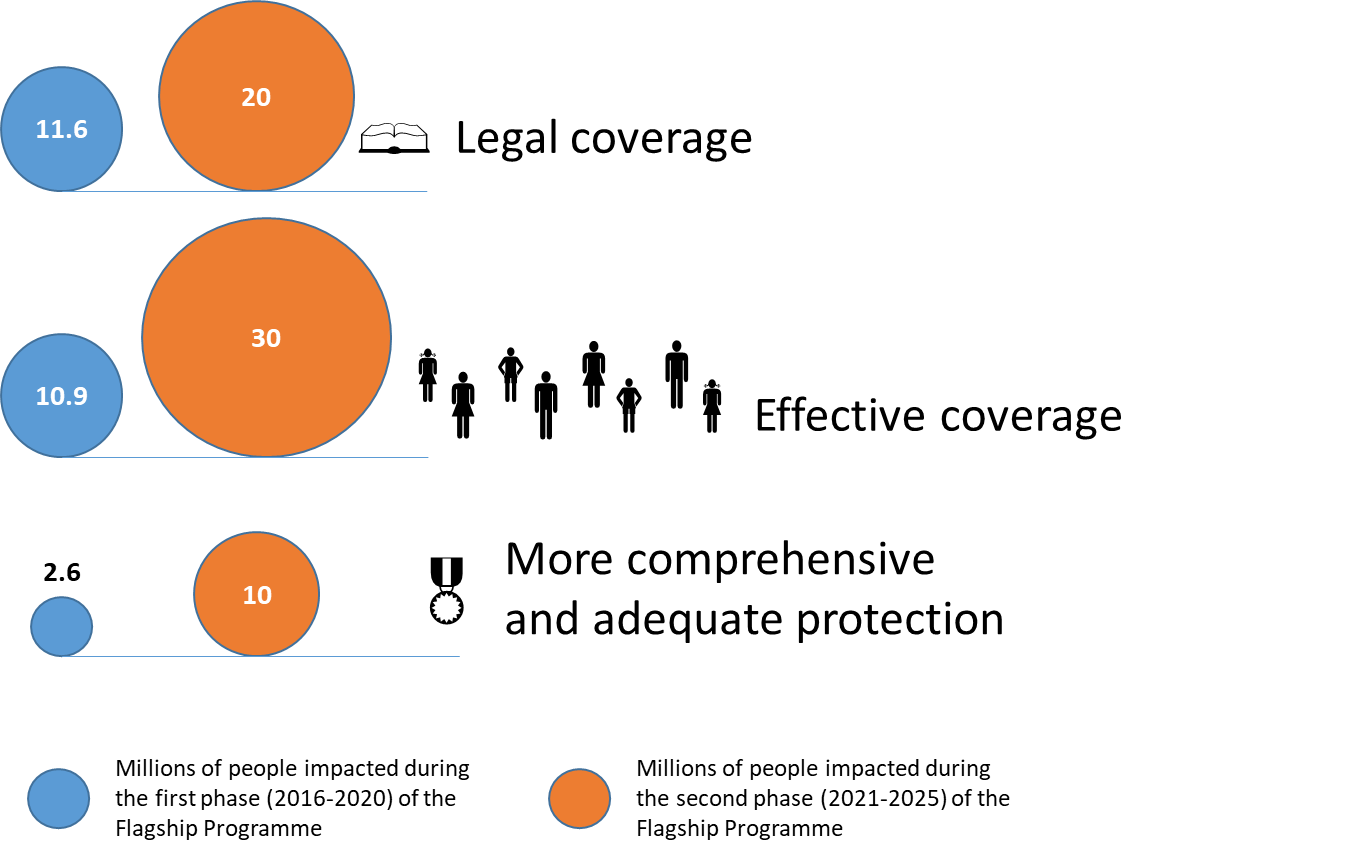 11.6
20
Legal coverage
10.9
30
Effective coverage
2.6
10
More comprehensive
and adequate protection
Millions of people impacted during
the first phase (2016-2020) of the
Flagship Programme
Millions of people impacted during
the second phase (2021-2025) of the
Flagship Programme